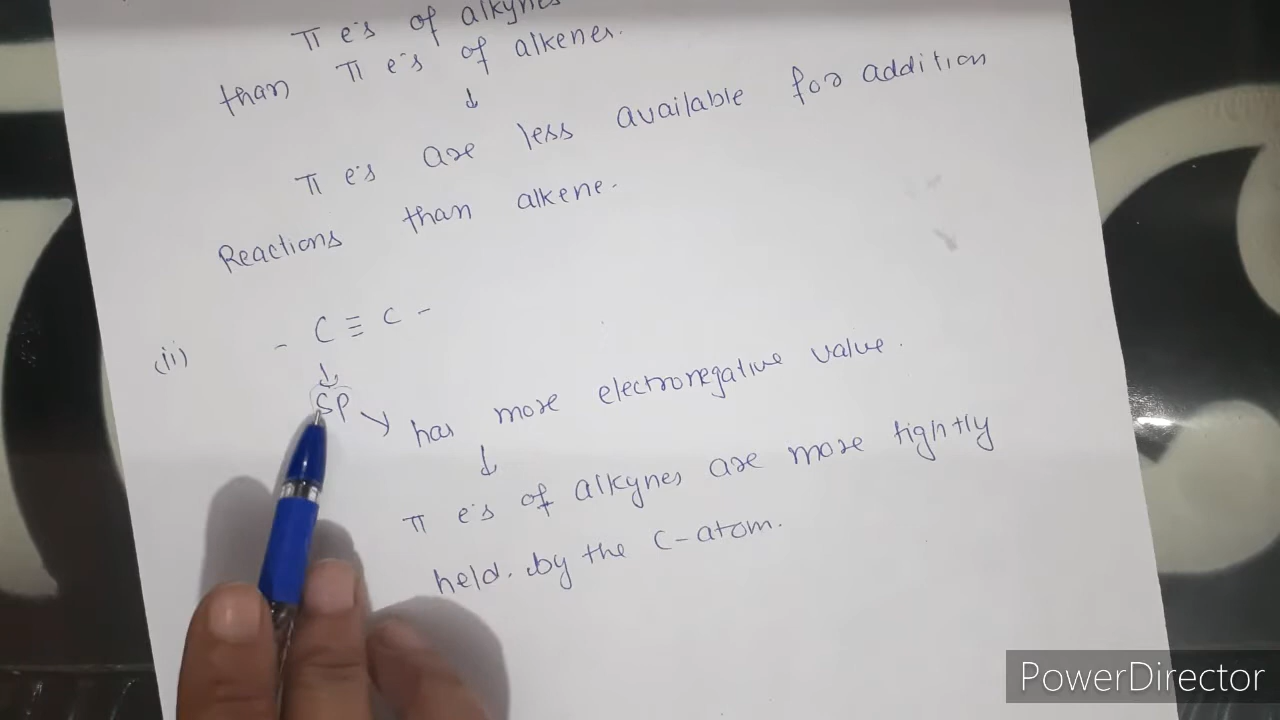 π e⁻s of alkynes
than π e⁻s of alkenes.
↓
π e⁻s are less available for addition
Reactions than alkene.
(ii) - C ≡ C -
↓
SP → has more electronegative value.
↓
π e⁻s of alkynes are more tightly
held by the C-atom.
PowerDirector